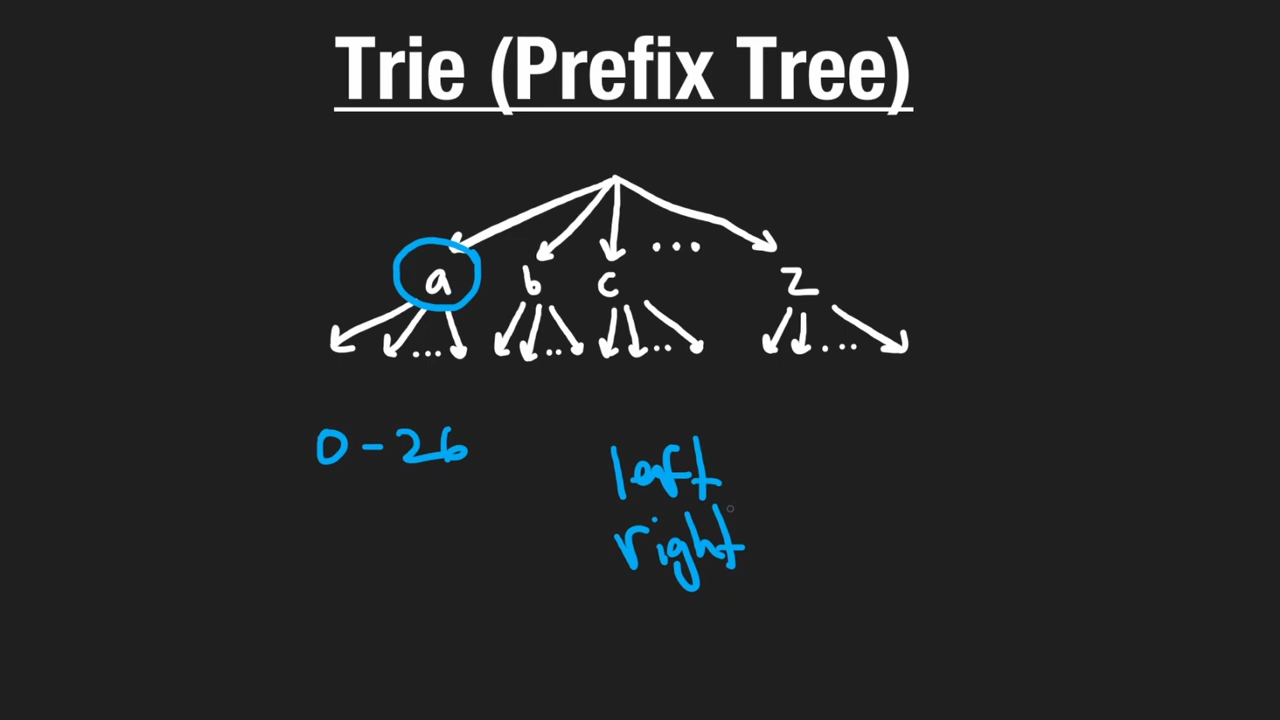 Trie (Prefix Tree)
...
a b c z
... .. .. ...
0-26
left
right